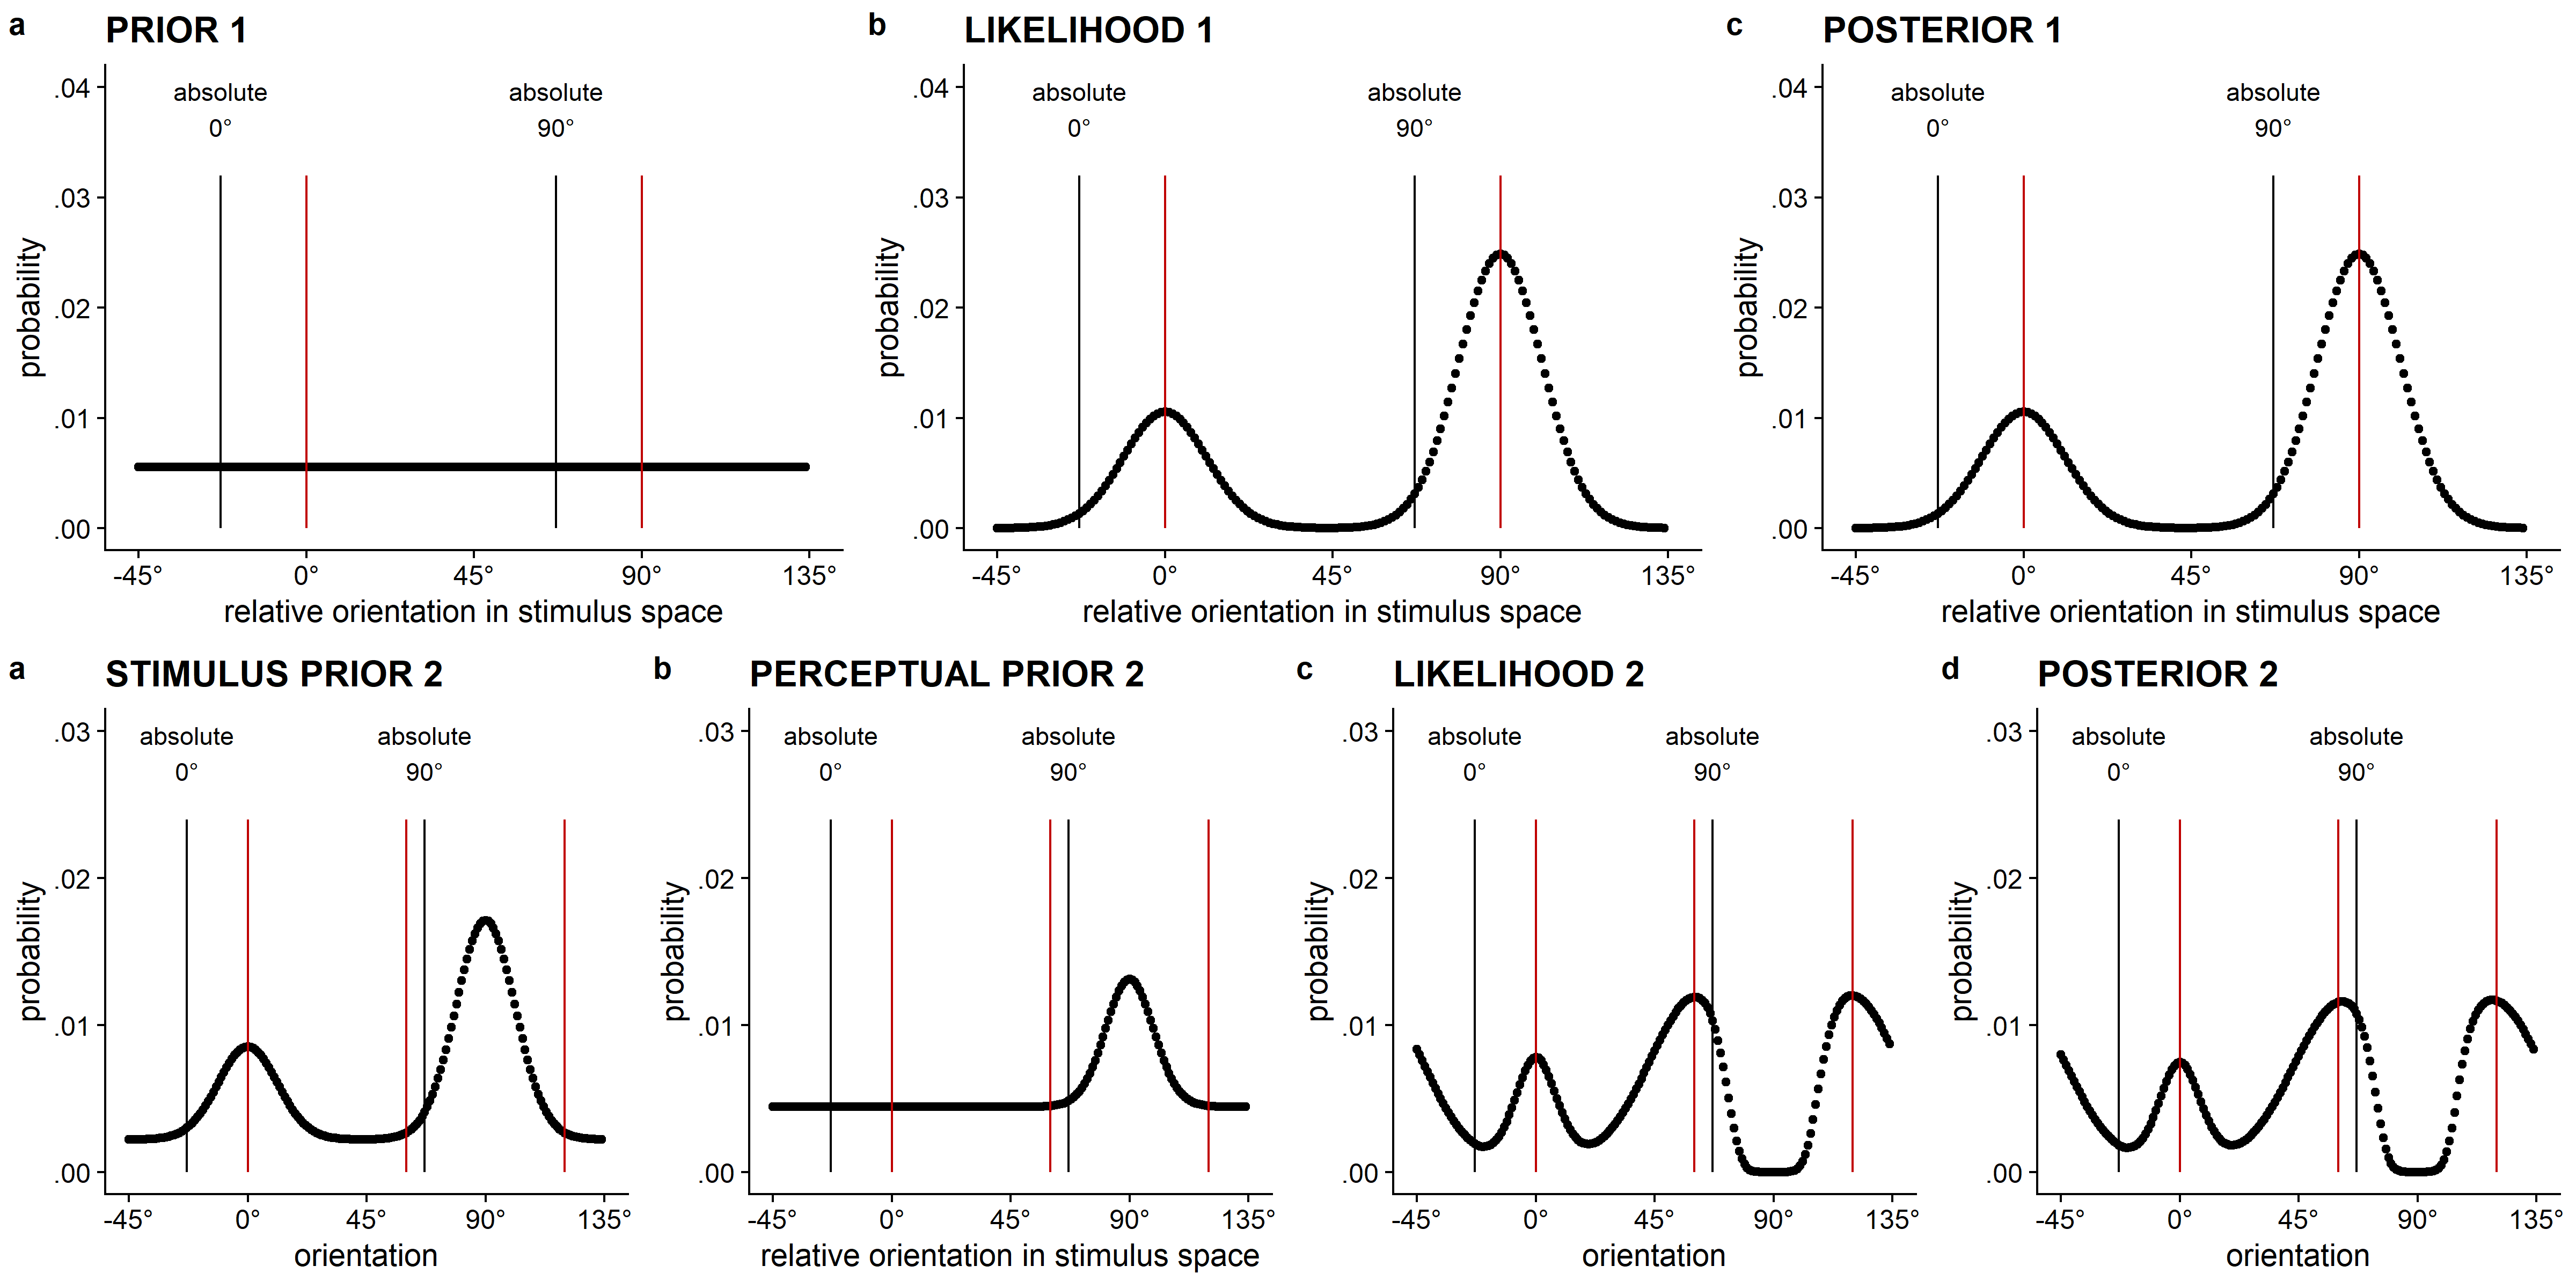 a PRIOR 1
.04
.03
.02
.01
.00
absolute absolute
0° 90°
probability
-45° 0° 45° 90° 135°
relative orientation in stimulus space
b LIKELIHOOD 1
.04
.03
.02
.01
.00
absolute absolute
0° 90°
probability
-45° 0° 45° 90° 135°
relative orientation in stimulus space
c POSTERIOR 1
.04
.03
.02
.01
.00
absolute absolute
0° 90°
probability
-45° 0° 45° 90° 135°
relative orientation in stimulus space
a STIMULUS PRIOR 2
.03
.02
.01
.00
absolute absolute
0° 90°
probability
-45° 0° 45° 90° 135°
orientation
b PERCEPTUAL PRIOR 2
.03
.02
.01
.00
absolute absolute
0° 90°
probability
-45° 0° 45° 90° 135°
relative orientation in stimulus space
c LIKELIHOOD 2
.03
.02
.01
.00
absolute absolute
0° 90°
probability
-45° 0° 45° 90° 135°
orientation
d POSTERIOR 2
.03
.02
.01
.00
absolute absolute
0° 90°
probability
-45° 0° 45° 90° 135°
orientation